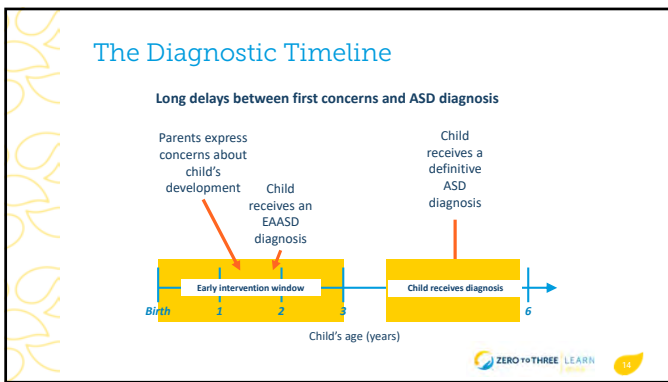 The Diagnostic Timeline
Long delays between first concerns and ASD diagnosis
Parents express
concerns about
child's
development
Child
receives an
EAASD
diagnosis
Child
receives a
definitive
ASD
diagnosis
Early intervention window
Child receives diagnosis
Birth
1
2
3
6
Child's age (years)
ZERO TO THREE LEARN
14